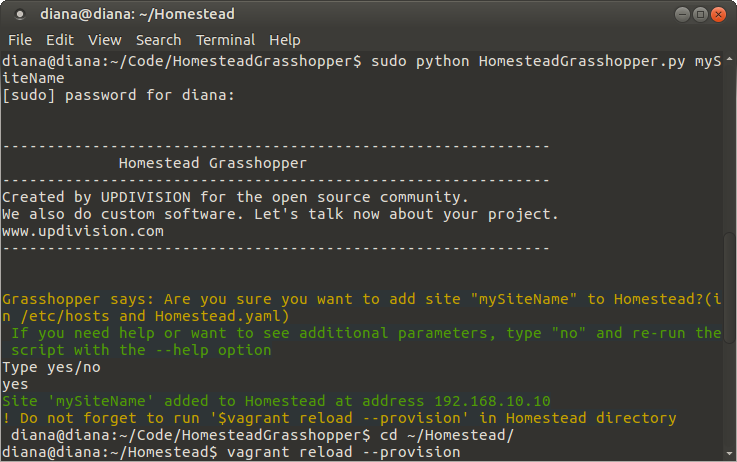 diana@diana: ~/Homestead
File Edit View Search Terminal Help
diana@diana:~/Code/HomesteadGrasshopper$ sudo python HomesteadGrasshopper.py myS
iteName
[sudo] password for diana:
-------------------------------------------------------------
Homestead Grasshopper
-------------------------------------------------------------
Created by UPDIVISION for the open source community.
We also do custom software. Let's talk now about your project.
www.updivision.com
-------------------------------------------------------------
Grasshopper says: Are you sure you want to add site "mySiteName" to Homestead?(i
n /etc/hosts and Homestead.yaml)
If you need help or want to see additional parameters, type "no" and re-run the
script with the --help option
Type yes/no
yes
Site 'mySiteName' added to Homestead at address 192.168.10.10
! Do not forget to run '$vagrant reload --provision' in Homestead directory
diana@diana:~/Code/HomesteadGrasshopper$ cd ~/Homestead/
diana@diana:~/Homestead$ vagrant reload --provision